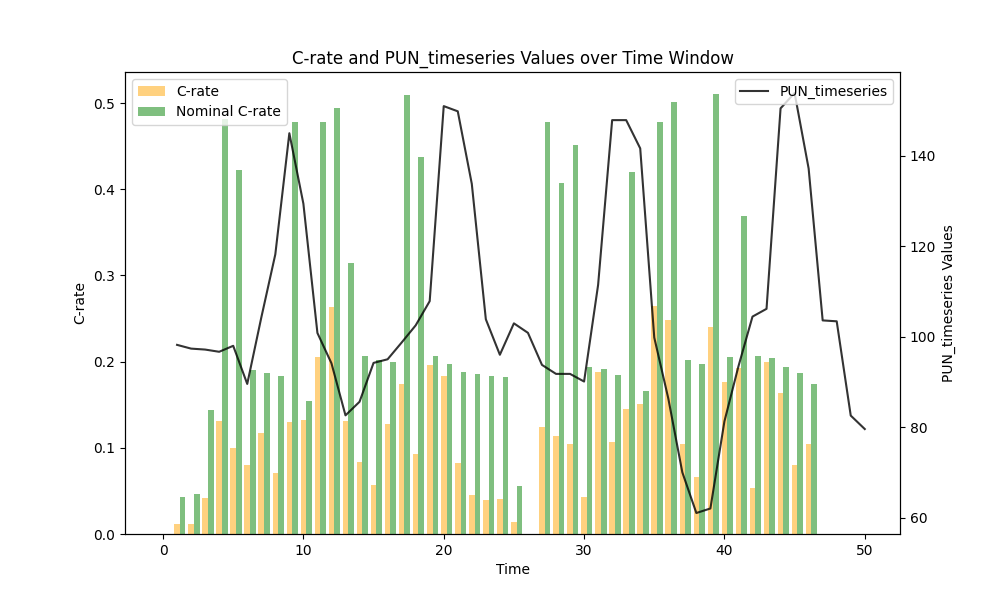 C-rate and PUN_timeseries Values over Time Window
C-rate
Nominal C-rate
PUN_timeseries
0.5
0.4
0.3
0.2
0.1
0.0
C-rate
140
120
100
80
60
PUN_timeseries Values
0 10 20 30 40 50
Time